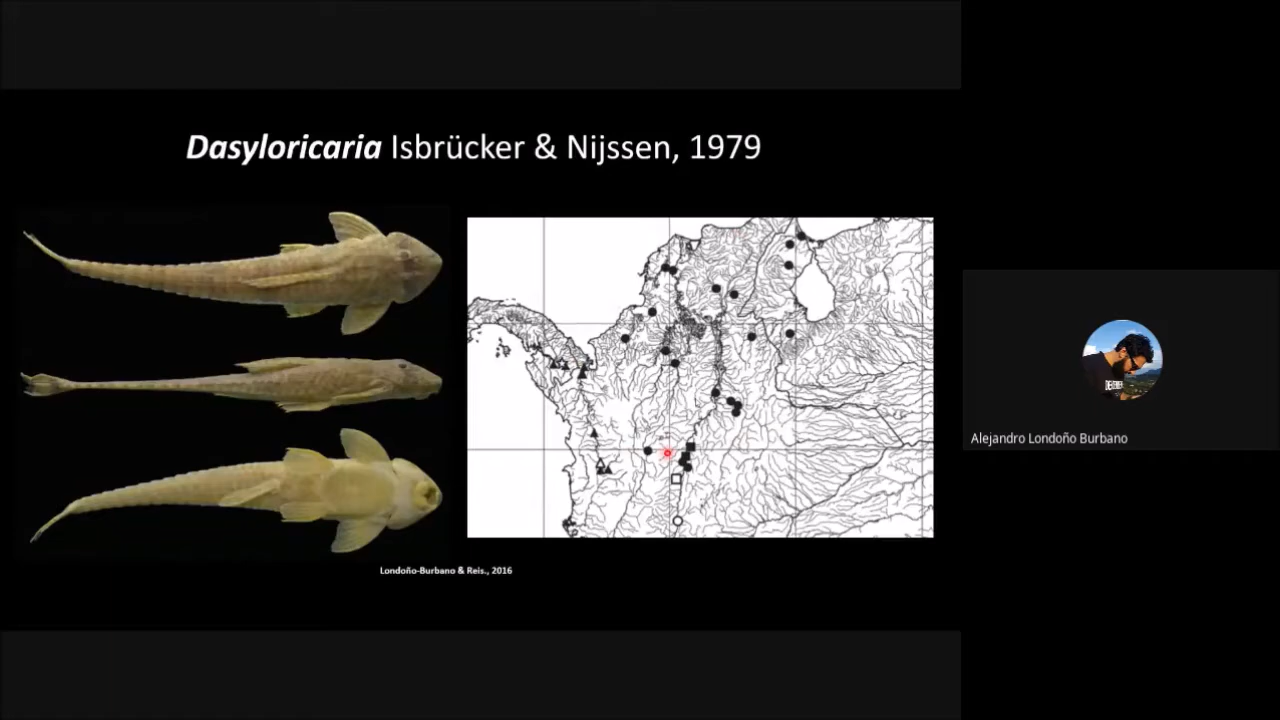 Dasyloricaria Isbrücker & Nijssen, 1979
Londoño-Burbano & Reis., 2016
Alejandro Londoño Burbano